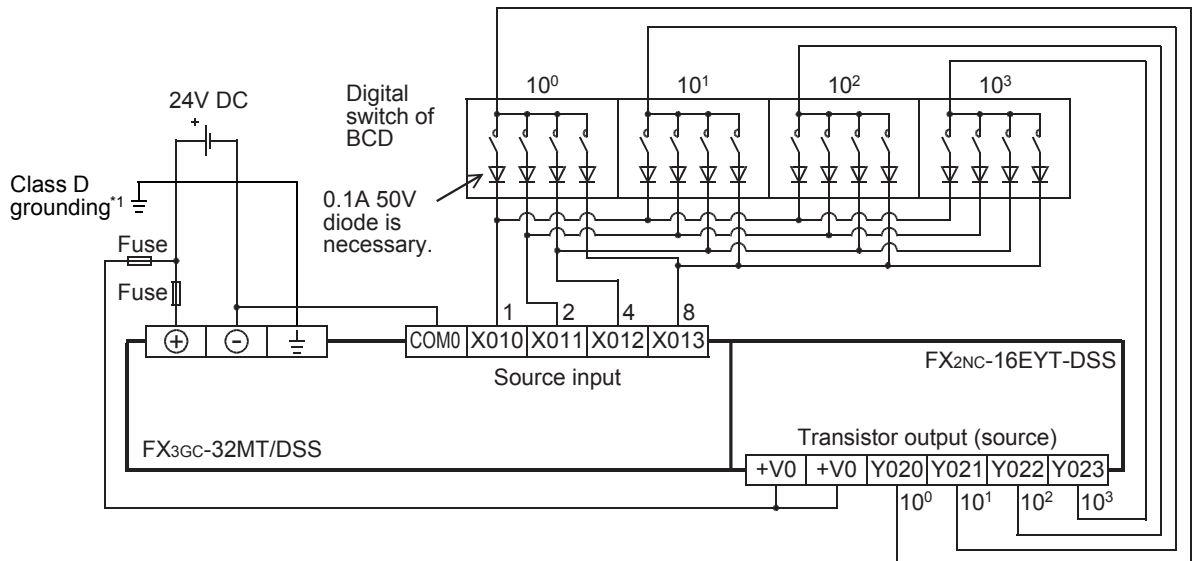 10⁰ 10¹ 10² 10³
24V DC
+
Digital
switch of
BCD
Class D
grounding*1
0.1A 50V
diode is
necessary.
Fuse
Fuse
1 2 4 8
+ - COM0 X010 X011 X012 X013
Source input
FX2NC-16EYT-DSS
FX3GC-32MT/DSS
Transistor output (source)
+V0 +V0 Y020 Y021 Y022 Y023
10⁰ 10¹ 10² 10³